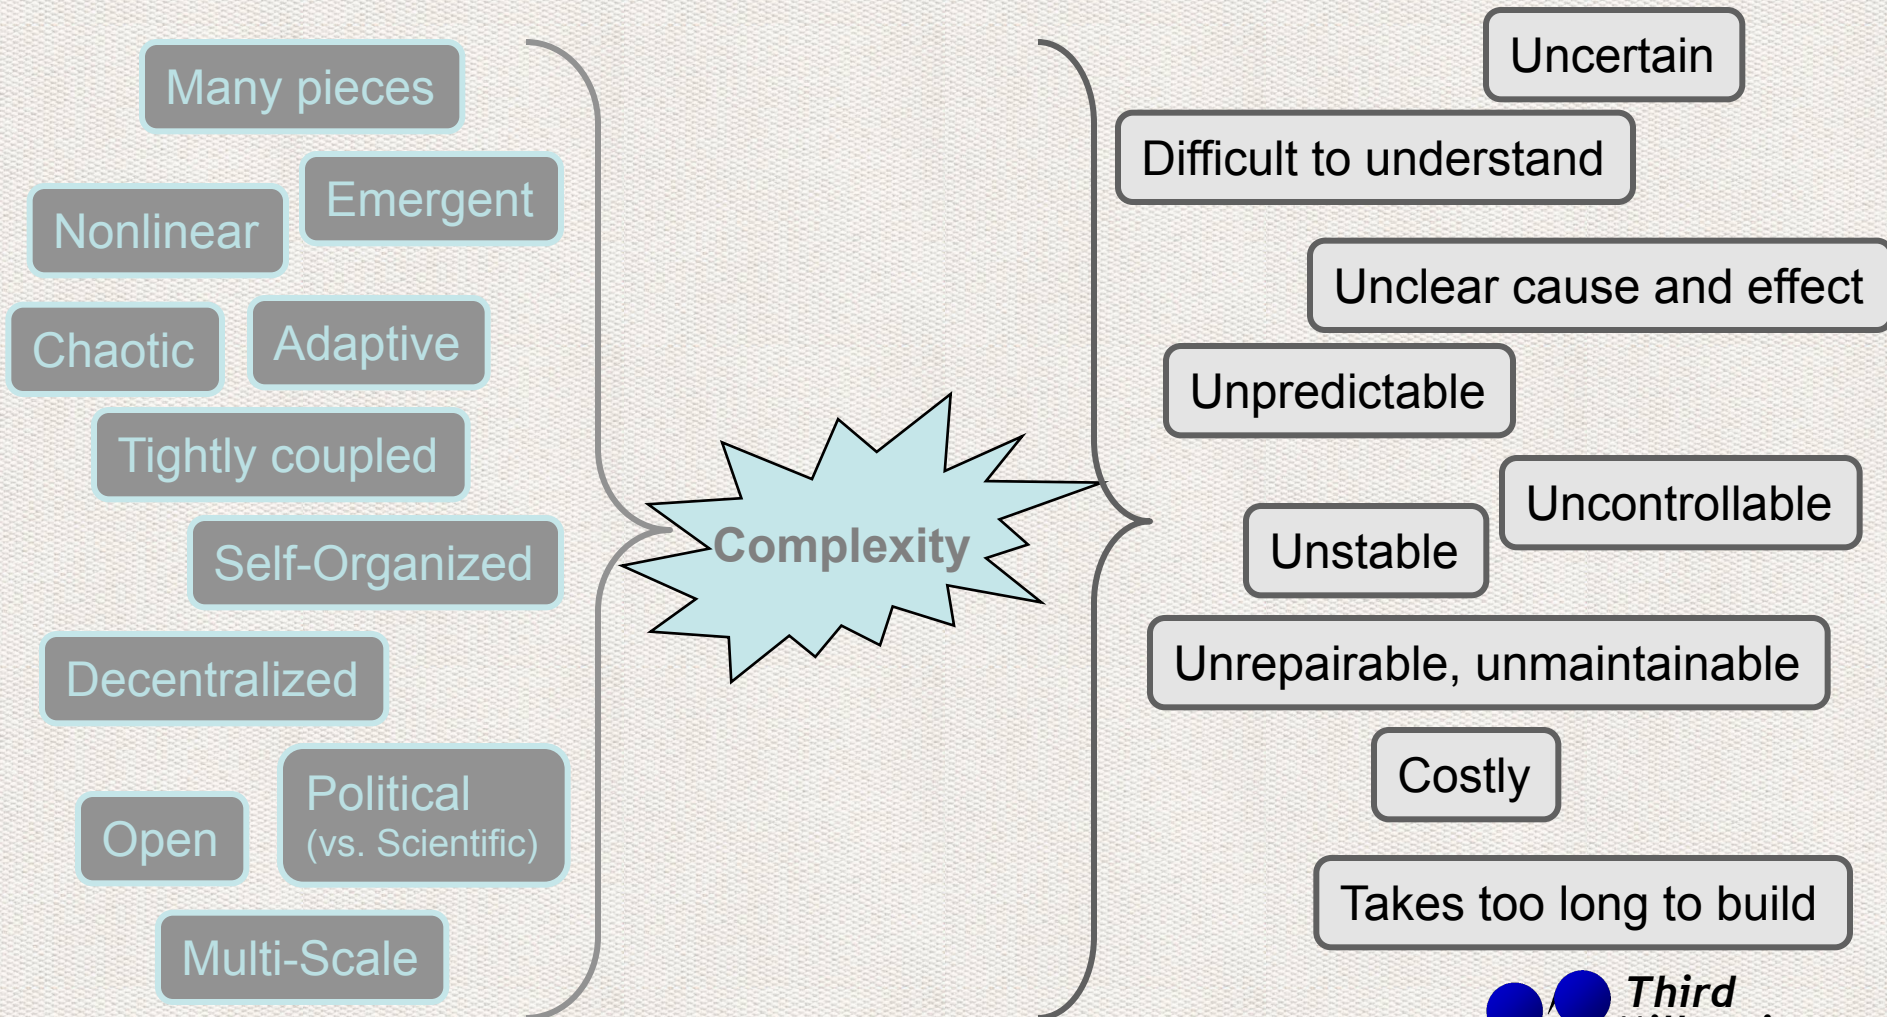 Many pieces
Emergent
Nonlinear
Adaptive
Chaotic
Tightly coupled
Self-Organized
Decentralized
Political
(vs. Scientific)
Open
Multi-Scale
Complexity
Uncertain
Difficult to understand
Unclear cause and effect
Unpredictable
Uncontrollable
Unstable
Unrepairable, unmaintainable
Costly
Takes too long to build
Third